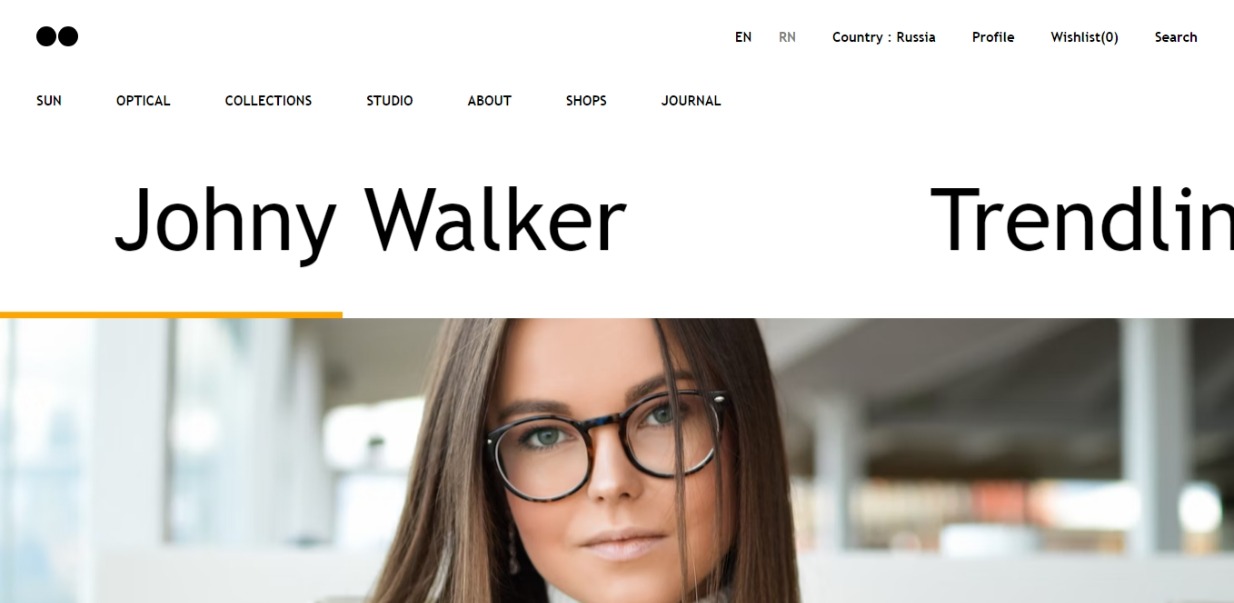 EN RN Country : Russia Profile Wishlist(0) Search
SUN OPTICAL COLLECTIONS STUDIO ABOUT SHOPS JOURNAL
Johny Walker Trendlin